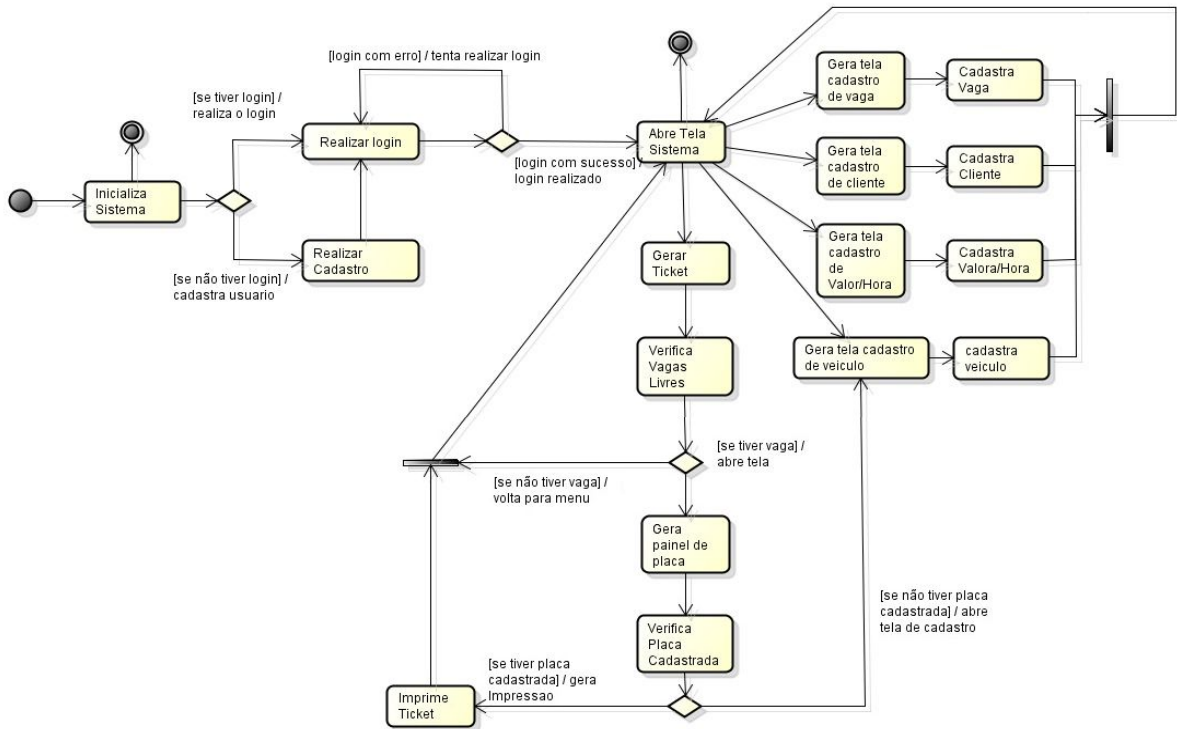 [login com erro] / tenta realizar login
[se tiver login] /
realiza o login
Realizar login
Inicializa
Sistema
Realizar
Cadastro
[se não tiver login] /
cadastra usuario
[login com sucesso] /
login realizado
Abre Tela
Sistema
Gera tela
cadastro
de vaga
Cadastra
Vaga
Gera tela
cadastro
de cliente
Cadastra
Cliente
Gera tela
cadastro
de
Valor/Hora
Cadastra
Valora/Hora
Gera tela cadastro
de veiculo
cadastra
veiculo
Gerar
Ticket
Verifica
Vagas
Livres
[se tiver vaga] /
abre tela
[se não tiver vaga] /
volta para menu
Gera
painel de
placa
Verifica
Placa
Cadastrada
[se não tiver placa
cadastrada] / abre
tela de cadastro
[se tiver placa
cadastrada] / gera
Impressao
Imprime
Ticket